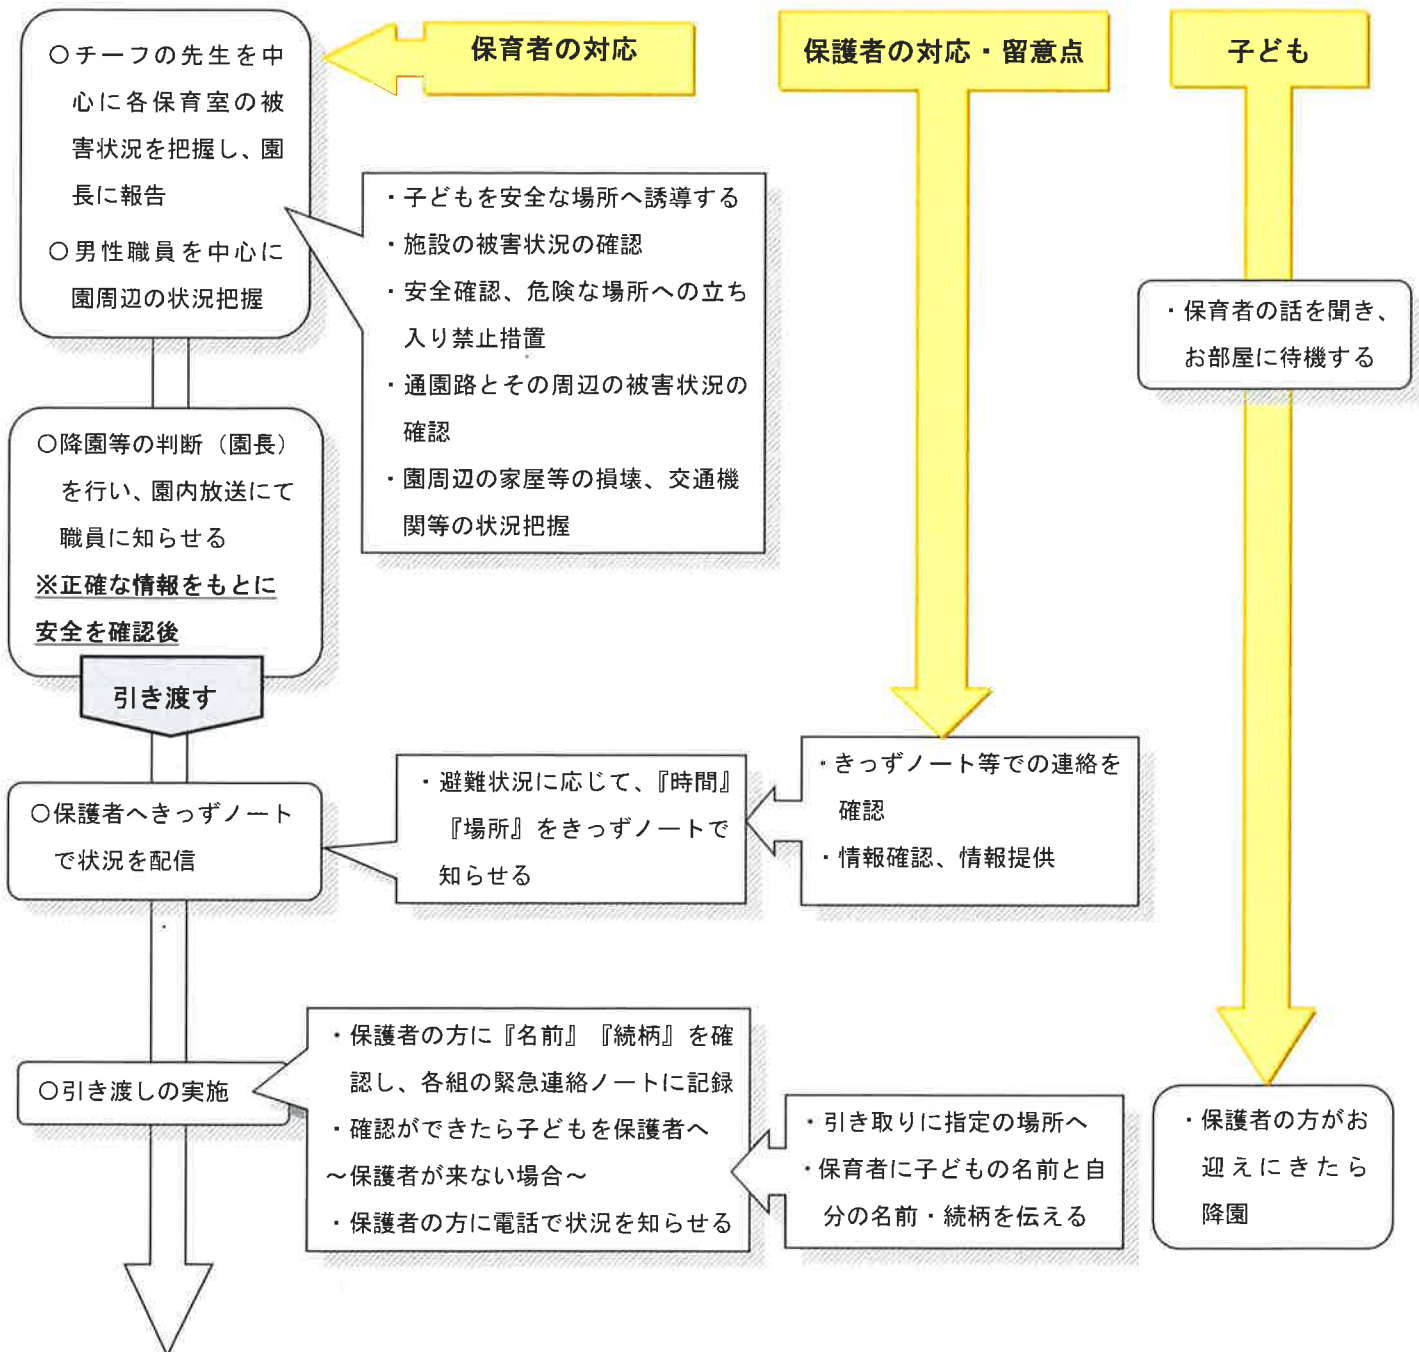 保育者の対応
保護者の対応・留意点
子ども
○チーフの先生を中
心に各保育室の被
害状況を把握し、園
長に報告
○男性職員を中心に
園周辺の状況把握
・子どもを安全な場所へ誘導する
・施設の被害状況の確認
・安全確認、危険な場所への立ち
入り禁止措置
・通園路とその周辺の被害状況の
確認
・園周辺の家屋等の損壊、交通機
関等の状況把握
・保育者の話を聞き、
お部屋に待機する
○降園等の判断（園長）
を行い、園内放送にて
職員に知らせる
※正確な情報をもとに
安全を確認後
引き渡す
○保護者へきっずノート
で状況を配信
・避難状況に応じて、『時間』
『場所』をきっずノートで
知らせる
・きっずノート等での連絡を
確認
・情報確認、情報提供
○引き渡しの実施
・保護者の方に『名前』『続柄』を確
認し、各組の緊急連絡ノートに記録
・確認ができたら子どもを保護者へ
～保護者が来ない場合～
・保護者の方に電話で状況を知らせる
・引き取りに指定の場所へ
・保育者に子どもの名前と自
分の名前・続柄を伝える
・保護者の方がお
迎えにきたら
降園